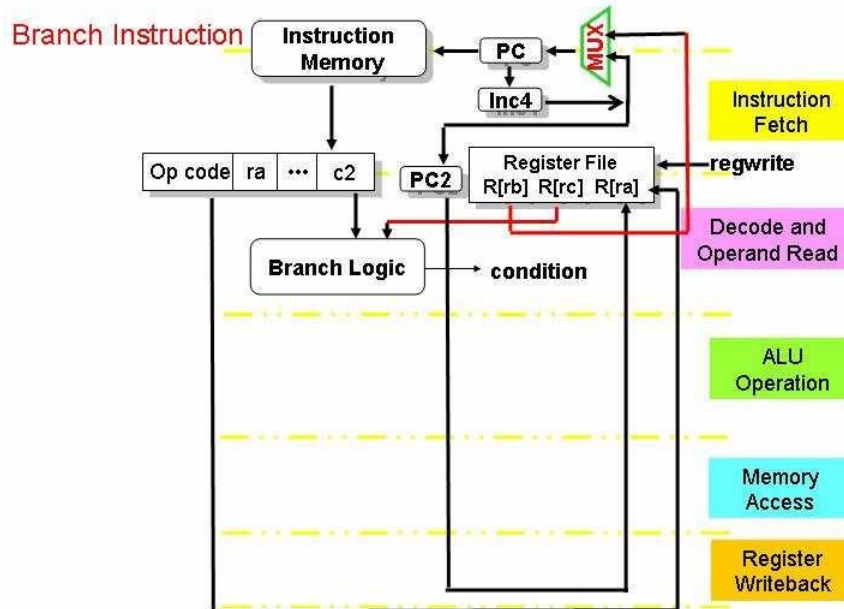 Branch Instruction
Instruction
Memory
PC
MUX
Inc4
Instruction
Fetch
Op code ra ... c2
PC2
Register File
R[rb] R[rc] R[ra]
regwrite
Decode and
Operand Read
Branch Logic
condition
ALU
Operation
Memory
Access
Register
Writeback